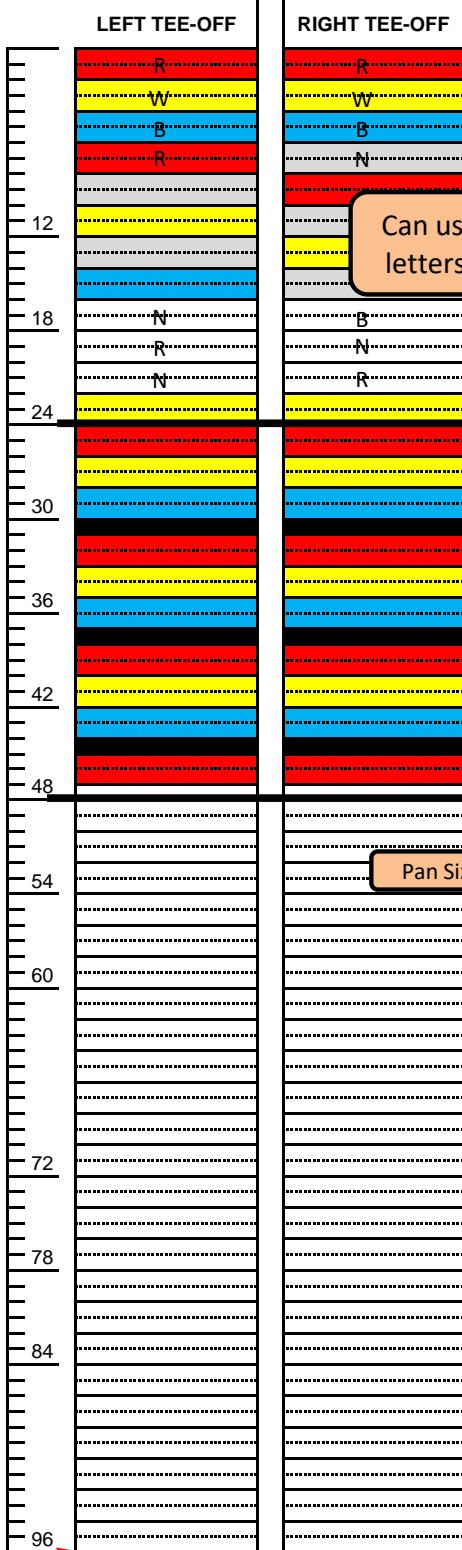 LEFT TEE-OFF RIGHT TEE-OFF
R R
W W
B B
R N
12 Can us
letters
18 N B
R N
N R
24
30
36
42
48
54 Pan Si
60
72
78
84
96